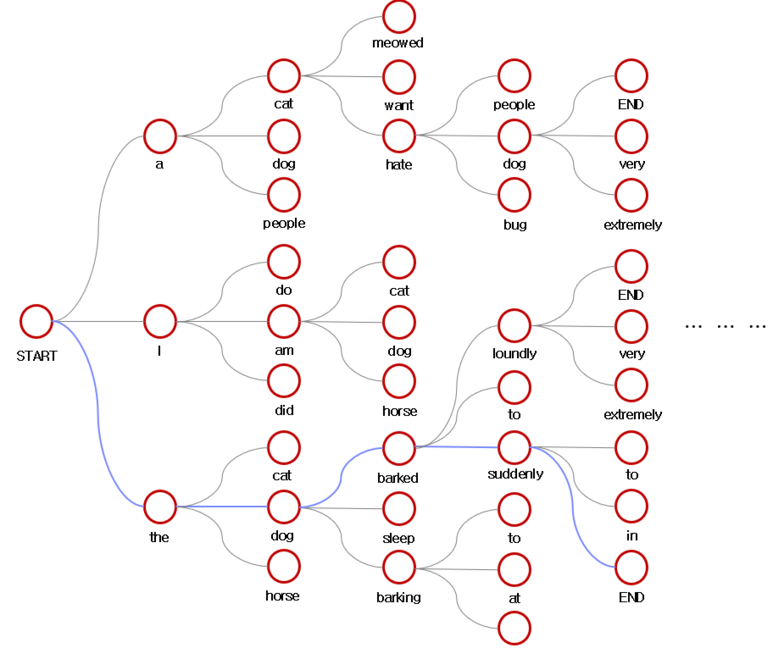 meowed
cat want people END
a dog hate dog very
people bug extremely
do cat END
START I am dog loundly very ... ... ...
did horse to extremely
cat barked suddenly to
the dog sleep to in
horse barking at END